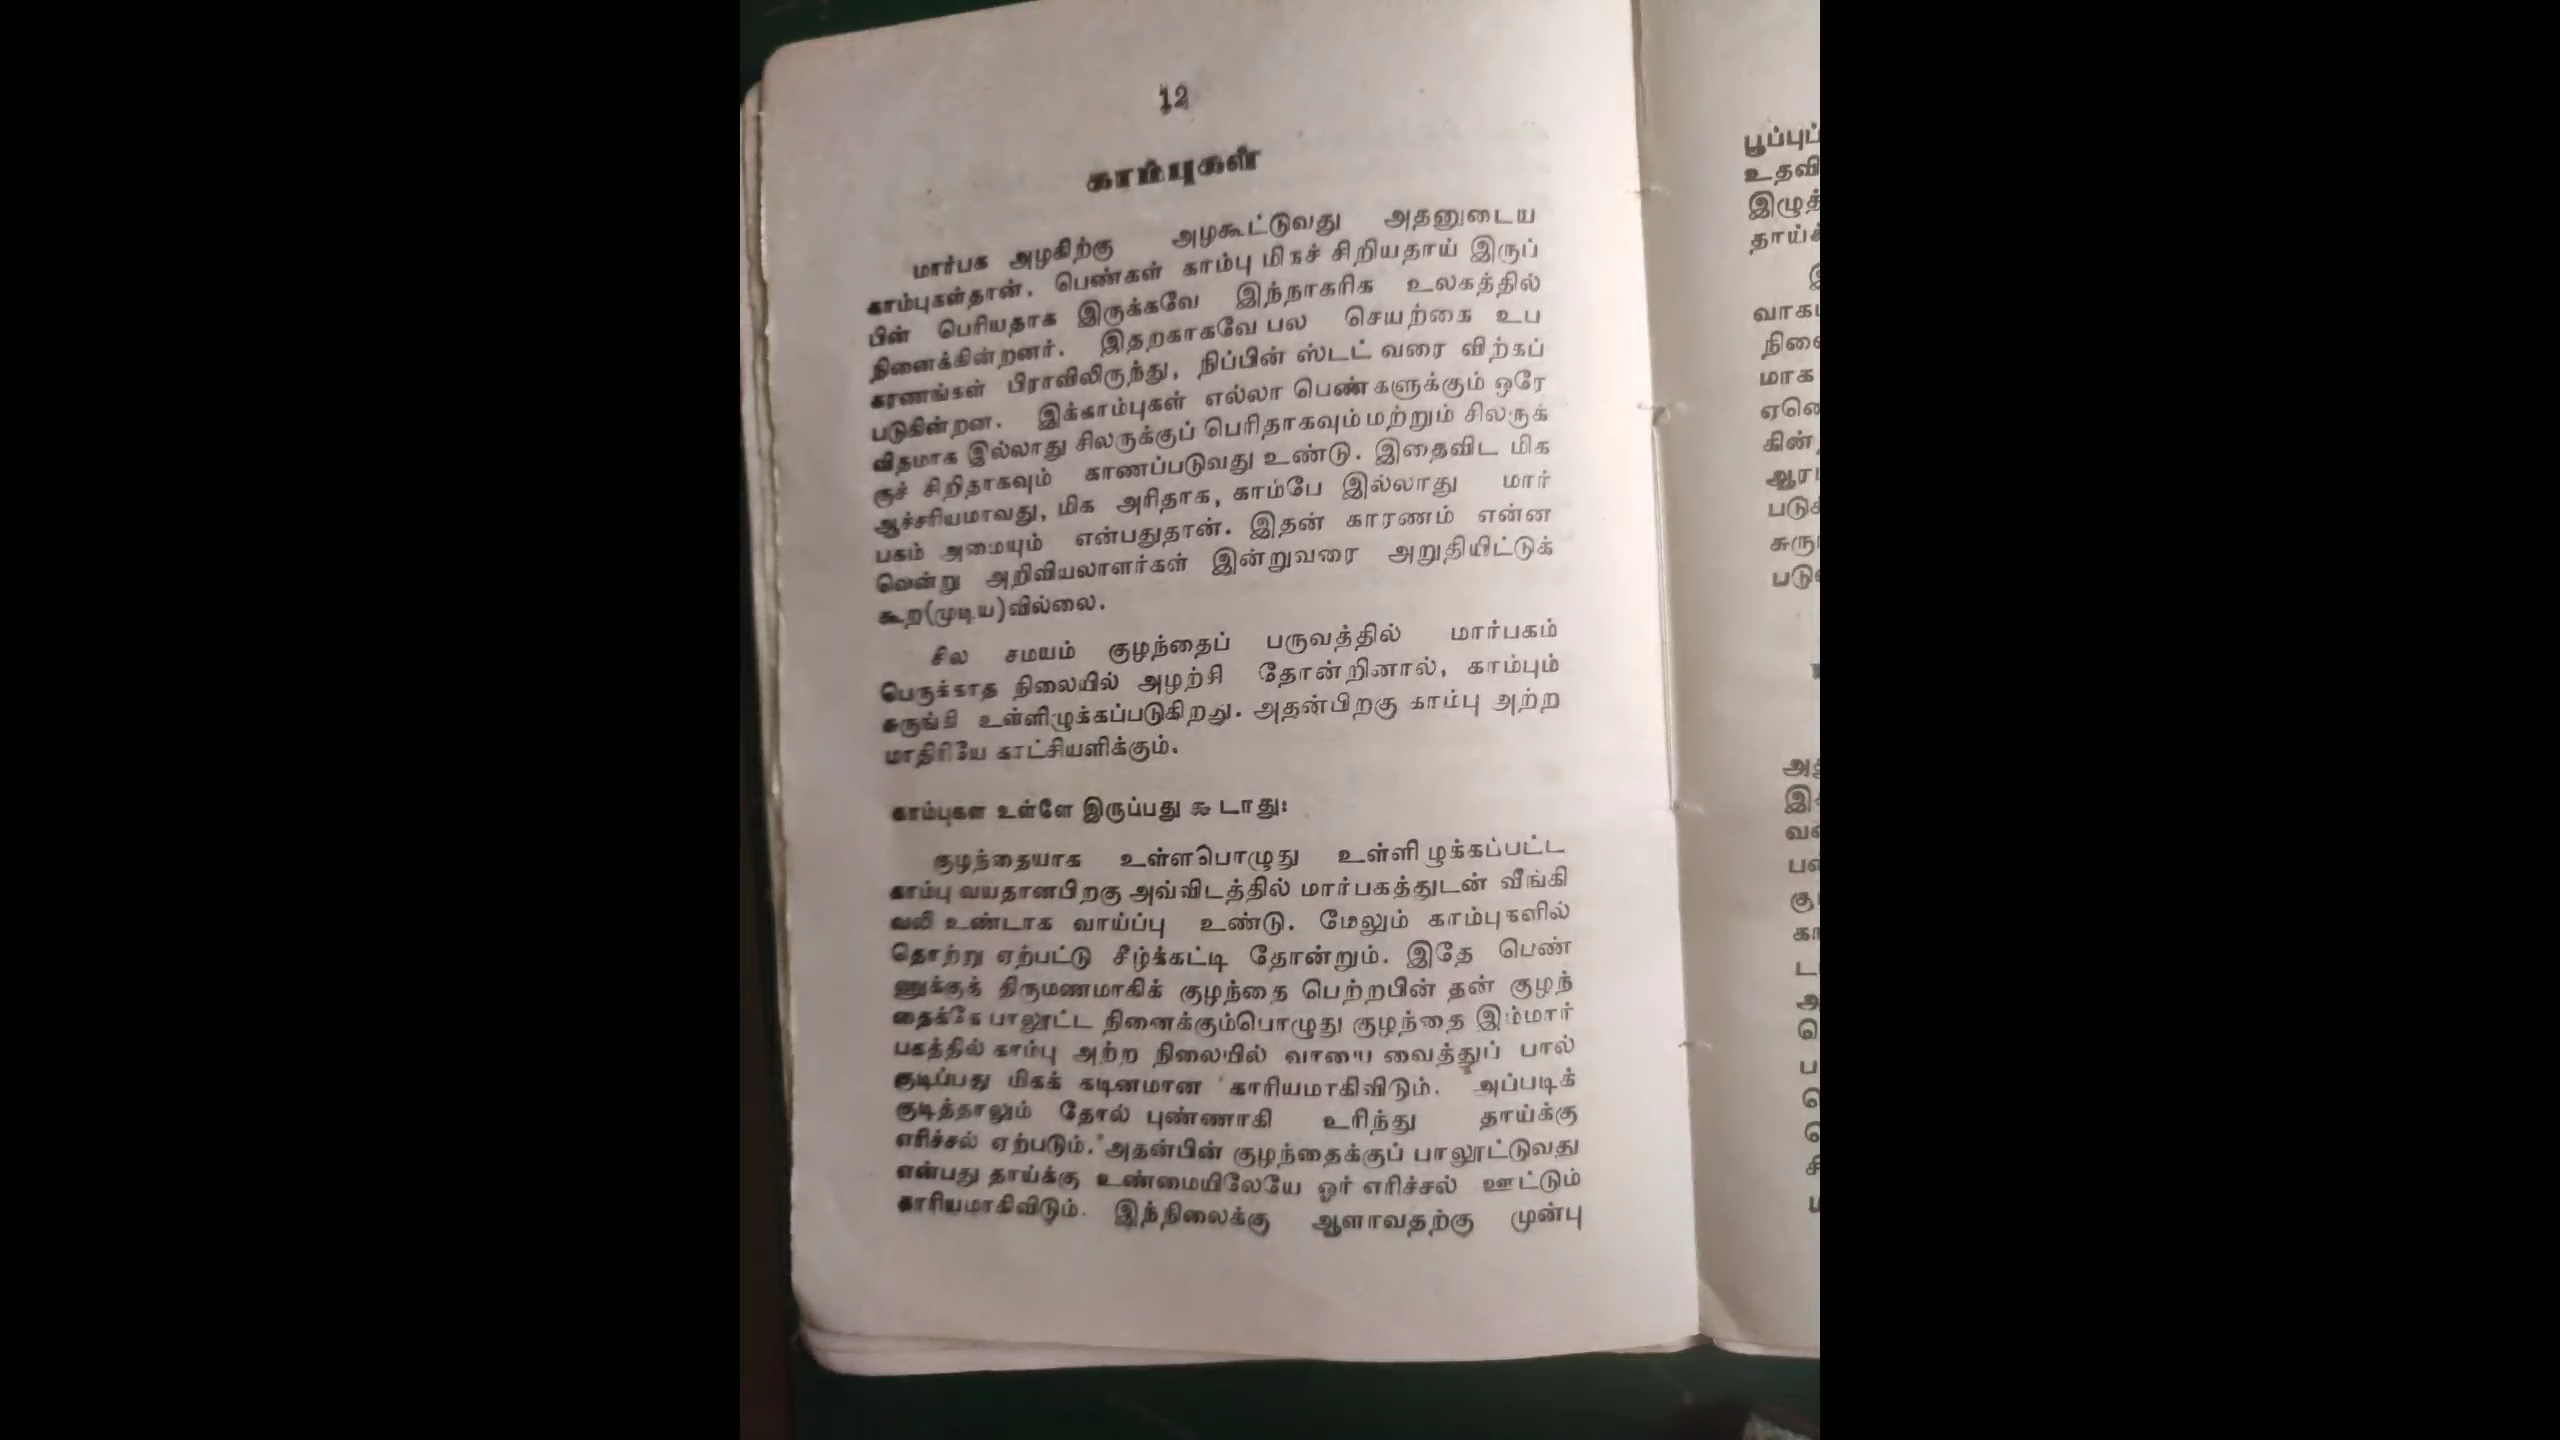 12
காம்புகள்
மார்பக அழகிற்கு அழகூட்டுவது அதனுடைய
காம்புகள்தான். பெண்கள் காம்பு மிகச் சிறியதாய் இருப்
பின் பெரியதாக இருக்கவே இந்நாகரிக உலகத்தில்
நினைக்கின்றனர். இதறகாகவே பல செயற்கை உப
கரணங்கள் பிராவிலிருந்து, நிப்பின் ஸ்டட் வரை விற்கப்
படுகின்றன. இக்காம்புகள் எல்லா பெண்களுக்கும் ஒரே
விதமாக இல்லாது சிலருக்குப் பெரிதாகவும் மற்றும் சிலருக்
குச் சிறிதாகவும் காணப்படுவது உண்டு. இதைவிட மிக
ஆச்சரியமாவது, மிக அரிதாக, காம்பே இல்லாது மார்
பகம் அமையும் என்பதுதான். இதன் காரணம் என்ன
வென்று அறிவியலாளர்கள் இன்றுவரை அறுதியிட்டுக்
கூற(முடிய)வில்லை.
சில சமயம் குழந்தைப் பருவத்தில் மார்பகம்
பெருக்காத நிலையில் அழற்சி தோன்றினால், காம்பும்
சுருங்கி உள்ளிழுக்கப்படுகிறது. அதன்பிறகு காம்பு அற்ற
மாதிரியே காட்சியளிக்கும்.
காம்புகள உள்ளே இருப்பது கூடாது:
குழந்தையாக உள்ளபொழுது உள்ளிழுக்கப்பட்ட
காம்பு வயதானபிறகு அவ்விடத்தில் மார்பகத்துடன் வீங்கி
வலி உண்டாக வாய்ப்பு உண்டு. மேலும் காம்புகளில்
தொற்று ஏற்பட்டு சீழ்க்கட்டி தோன்றும். இதே பெண்
ணுக்குத் திருமணமாகிக் குழந்தை பெற்றபின் தன் குழந்
தைக்கே பாலூட்ட நினைக்கும்பொழுது குழந்தை இம்மார்
பகத்தில் காம்பு அற்ற நிலையில் வாயை வைத்துப் பால்
குடிப்பது மிகக் கடினமான காரியமாகிவிடும். அப்படிக்
குடித்தாலும் தோல் புண்ணாகி உரிந்து தாய்க்கு
எரிச்சல் ஏற்படும். அதன்பின் குழந்தைக்குப் பாலூட்டுவது
என்பது தாய்க்கு உண்மையிலேயே ஓர் எரிச்சல் ஊட்டும்
காரியமாகிவிடும். இந்நிலைக்கு ஆளாவதற்கு முன்பு